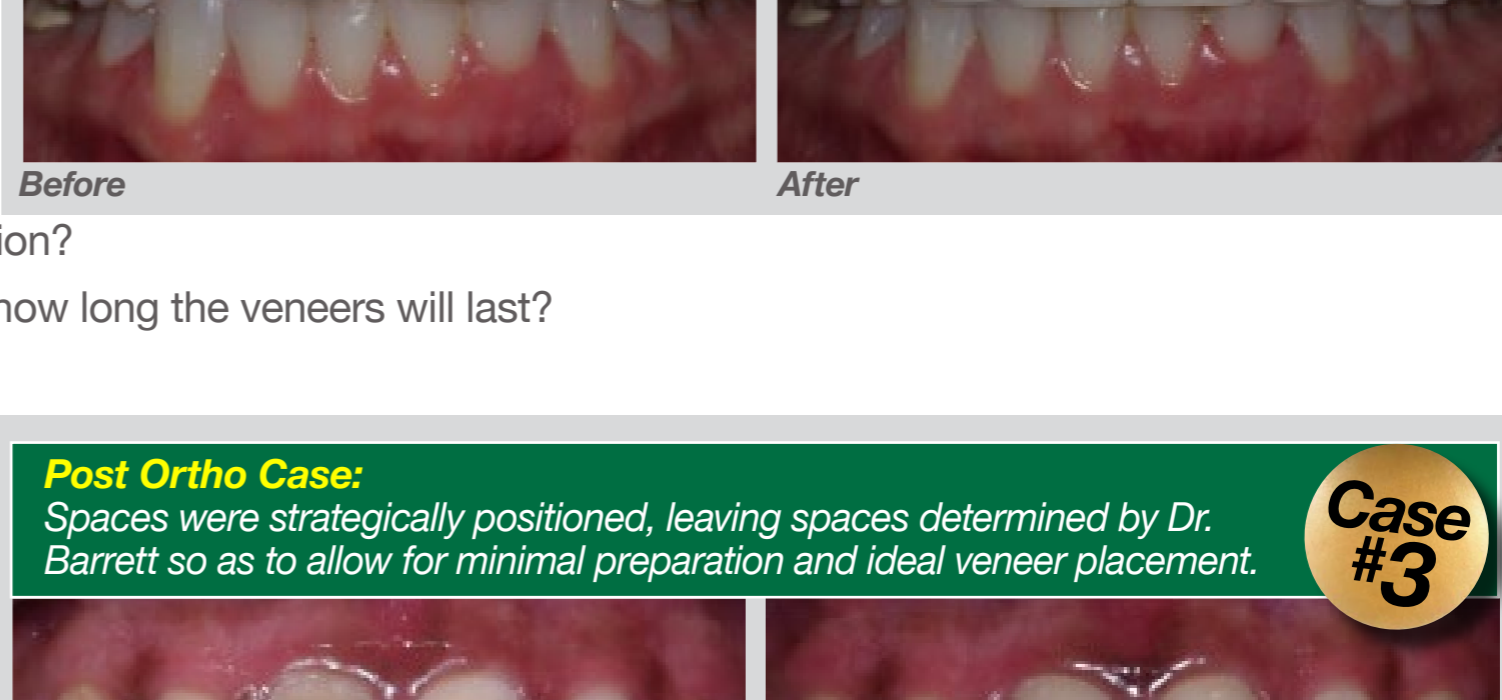 Before
After
ion?
how long the veneers will last?
Post Ortho Case:
Spaces were strategically positioned, leaving spaces determined by Dr.
Barrett so as to allow for minimal preparation and ideal veneer placement.
Case
#3